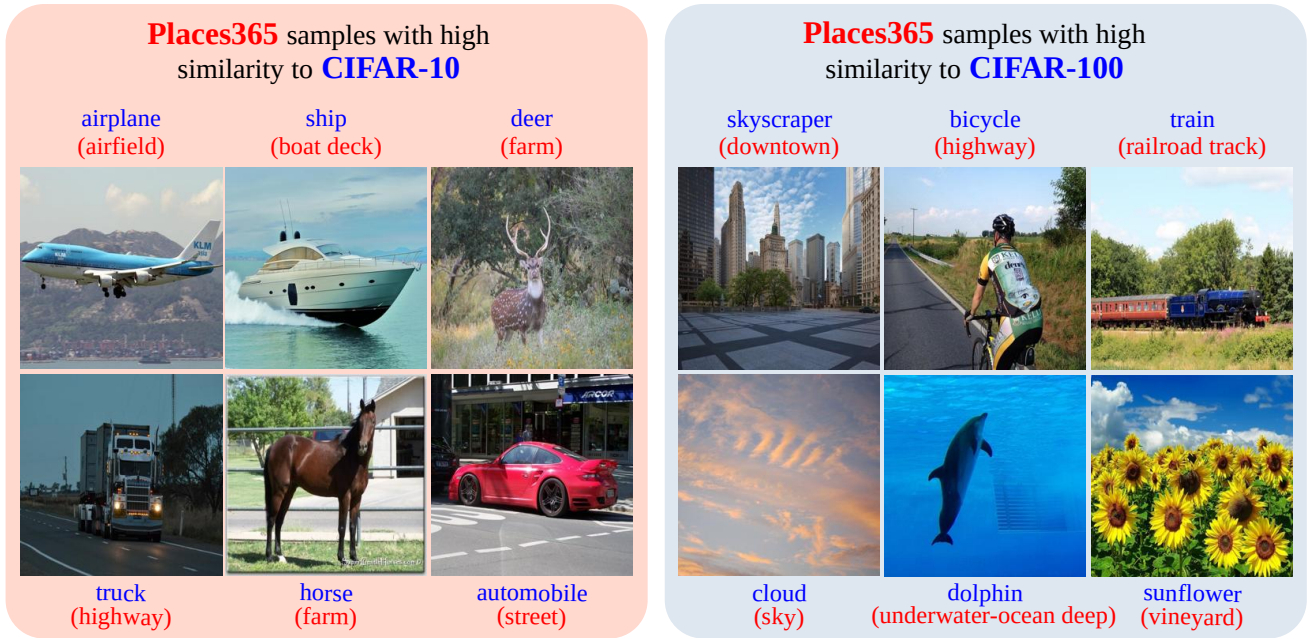 Places365 samples with high
similarity to CIFAR-10
airplane
(airfield)
ship
(boat deck)
deer
(farm)
KLM
ARCOR
truck
(highway)
horse
(farm)
automobile
(street)
Places365 samples with high
similarity to CIFAR-100
skyscraper
(downtown)
bicycle
(highway)
train
(railroad track)
cloud
(sky)
dolphin
(underwater-ocean deep)
sunflower
(vineyard)